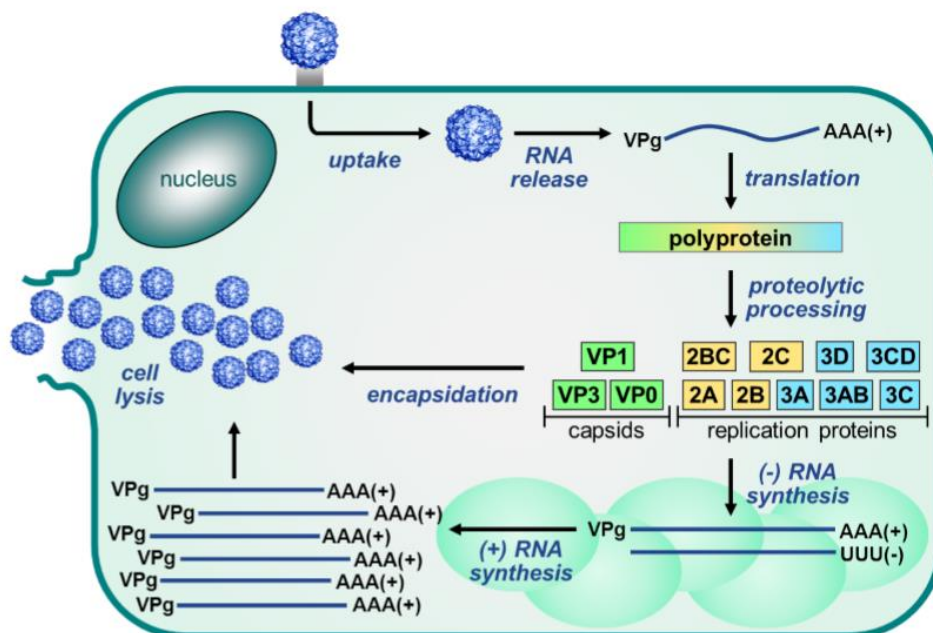 nucleus
uptake
RNA
release
VPg
AAA(+)
translation
polyprotein
proteolytic
processing
VP1
VP3 VP0
capsids
2BC 2C 3D 3CD
2A 2B 3A 3AB 3C
replication proteins
encapsidation
cell
lysis
(-) RNA
synthesis
VPg AAA(+)
UUU(-)
(+) RNA
synthesis
VPg AAA(+)
VPg AAA(+)
VPg AAA(+)
VPg AAA(+)
VPg AAA(+)
VPg AAA(+)